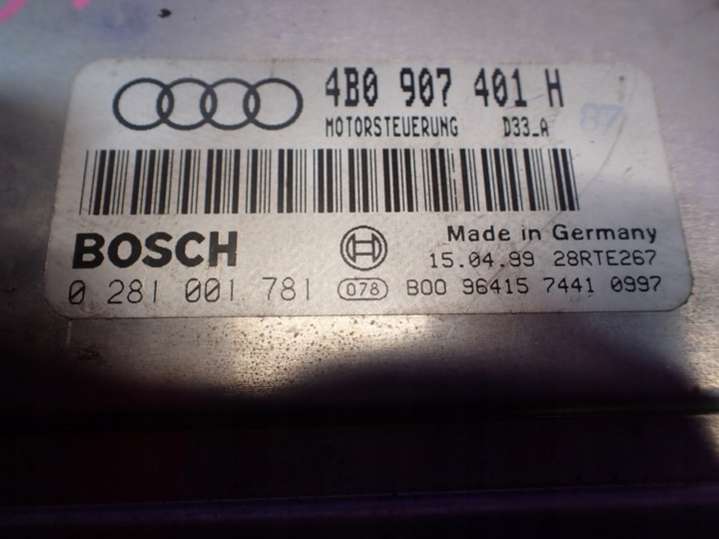 4B0 907 401 H
MOTORSTEUERUNG D33_A
87
BOSCH
Made in Germany
15.04.99 28RTE267
0 281 001 781 078 B00 96415 7441 0997